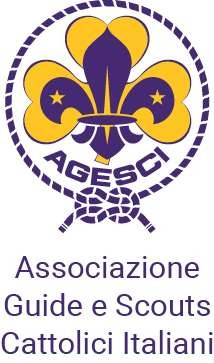 AGESCI
Associazione
Guide e Scouts
Cattolici Italiani